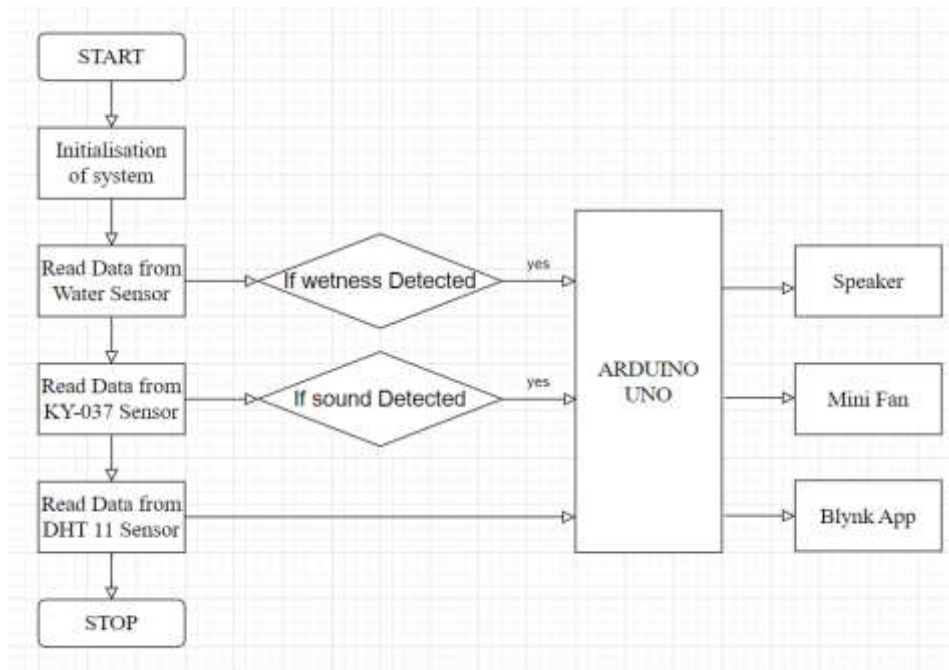 START
Initialisation
of system
Read Data from
Water Sensor
If wetness Detected
yes
Read Data from
KY-037 Sensor
If sound Detected
yes
Read Data from
DHT 11 Sensor
STOP
ARDUINO
UNO
Speaker
Mini Fan
Blynk App